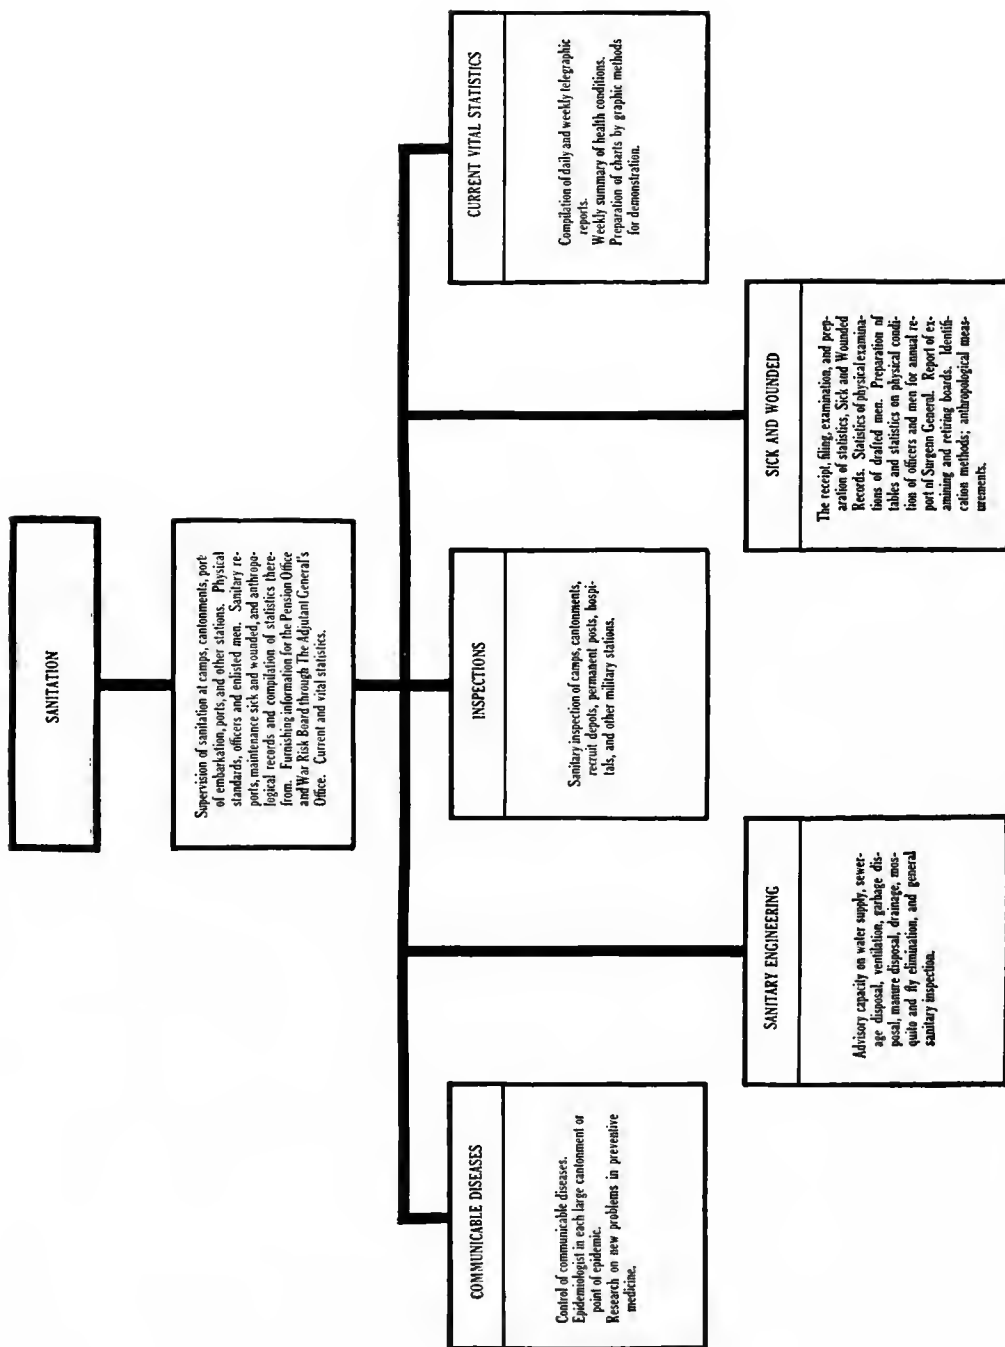 SANITATION
Supervision of sanitation at camps, cantonments, port
of embarkation, ports, and other stations. Physical
standards, officers and enlisted men. Sanitary re-
ports, maintenance sick and wounded, and anthropo-
logical records and compilation of statistics there-
from. Furnishing information for the Pension Office
and War Risk Board through The Adjutant General's
Office. Current and vital statistics.
COMMUNICABLE DISEASES
Control of communicable diseases.
Epidemiologist in each large cantonment or
point of epidemic.
Research on new problems in preventive
medicine.
SANITARY ENGINEERING
Advisory capacity on water supply, sewer-
age disposal, ventilation, garbage dis-
posal, manure disposal, drainage, mos-
quito and fly elimination, and general
sanitary inspection.
INSPECTIONS
Sanitary inspection of camps, cantonments,
recruit depots, permanent posts, hospi-
tals, and other military stations.
SICK AND WOUNDED
The receipt, filing, examination, and prep-
aration of statistics, Sick and Wounded
Records. Statistics of physical examina-
tions of drafted men. Preparation of
tables and statistics on physical condi-
tion of officers and men for annual re-
port of Surgeon General. Report of ex-
amining and retiring boards. Identifi-
cation methods; anthropological meas-
urements.
CURRENT VITAL STATISTICS
Compilation of daily and weekly telegraphic
reports.
Weekly summary of health conditions.
Preparation of charts by graphic methods
for demonstration.